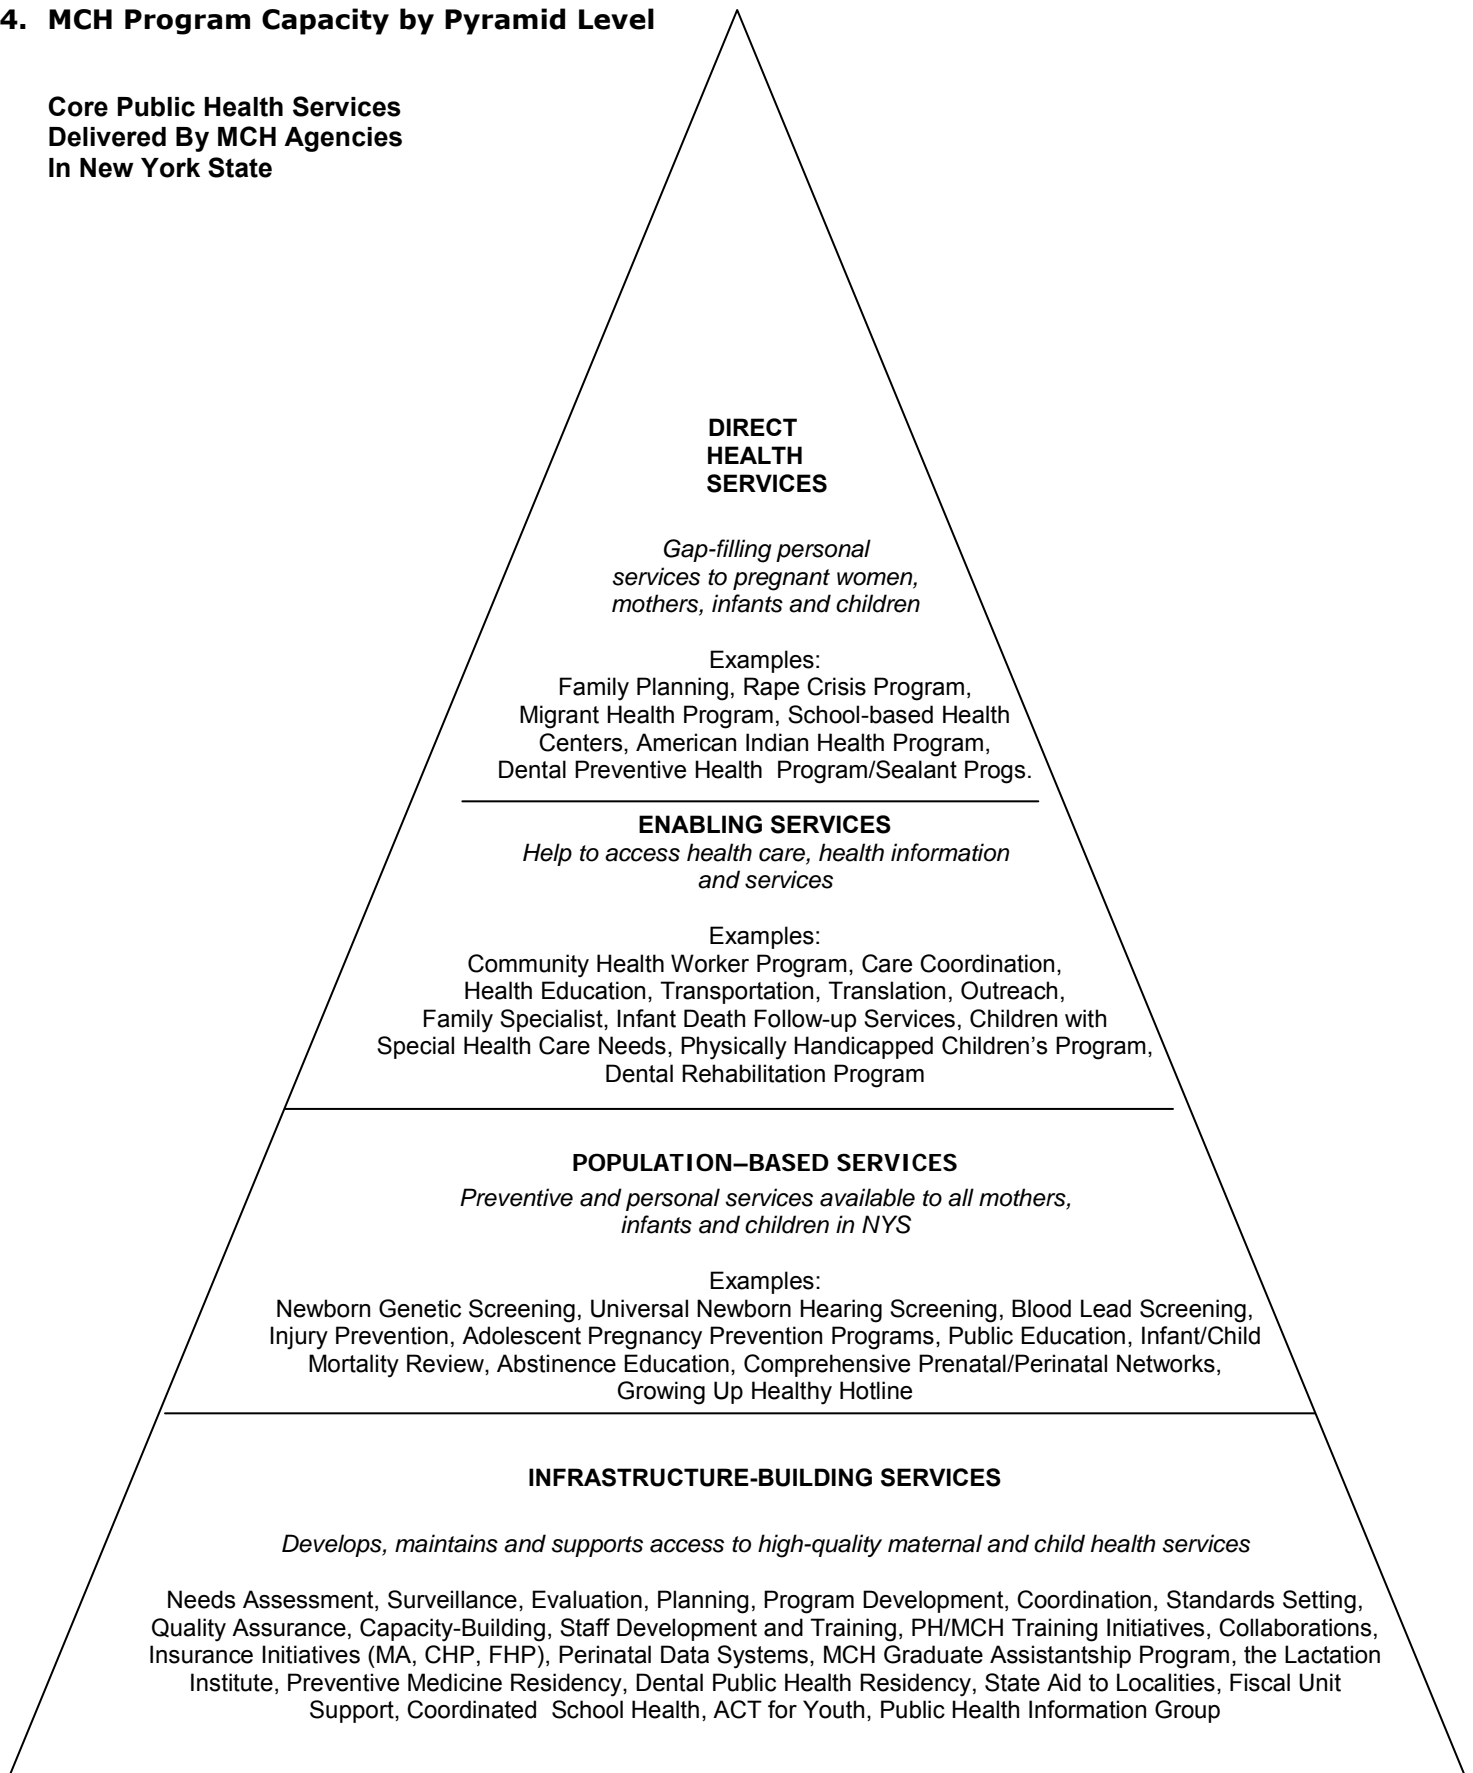 4. MCH Program Capacity by Pyramid Level
Core Public Health Services
Delivered By MCH Agencies
In New York State
DIRECT
HEALTH
SERVICES
Gap-filling personal
services to pregnant women,
mothers, infants and children
Examples:
Family Planning, Rape Crisis Program,
Migrant Health Program, School-based Health
Centers, American Indian Health Program,
Dental Preventive Health Program/Sealant Progs.
ENABLING SERVICES
Help to access health care, health information
and services
Examples:
Community Health Worker Program, Care Coordination,
Health Education, Transportation, Translation, Outreach,
Family Specialist, Infant Death Follow-up Services, Children with
Special Health Care Needs, Physically Handicapped Children’s Program,
Dental Rehabilitation Program
POPULATION–BASED SERVICES
Preventive and personal services available to all mothers,
infants and children in NYS
Examples:
Newborn Genetic Screening, Universal Newborn Hearing Screening, Blood Lead Screening,
Injury Prevention, Adolescent Pregnancy Prevention Programs, Public Education, Infant/Child
Mortality Review, Abstinence Education, Comprehensive Prenatal/Perinatal Networks,
Growing Up Healthy Hotline
INFRASTRUCTURE-BUILDING SERVICES
Develops, maintains and supports access to high-quality maternal and child health services
Needs Assessment, Surveillance, Evaluation, Planning, Program Development, Coordination, Standards Setting,
Quality Assurance, Capacity-Building, Staff Development and Training, PH/MCH Training Initiatives, Collaborations,
Insurance Initiatives (MA, CHP, FHP), Perinatal Data Systems, MCH Graduate Assistantship Program, the Lactation
Institute, Preventive Medicine Residency, Dental Public Health Residency, State Aid to Localities, Fiscal Unit
Support, Coordinated School Health, ACT for Youth, Public Health Information Group